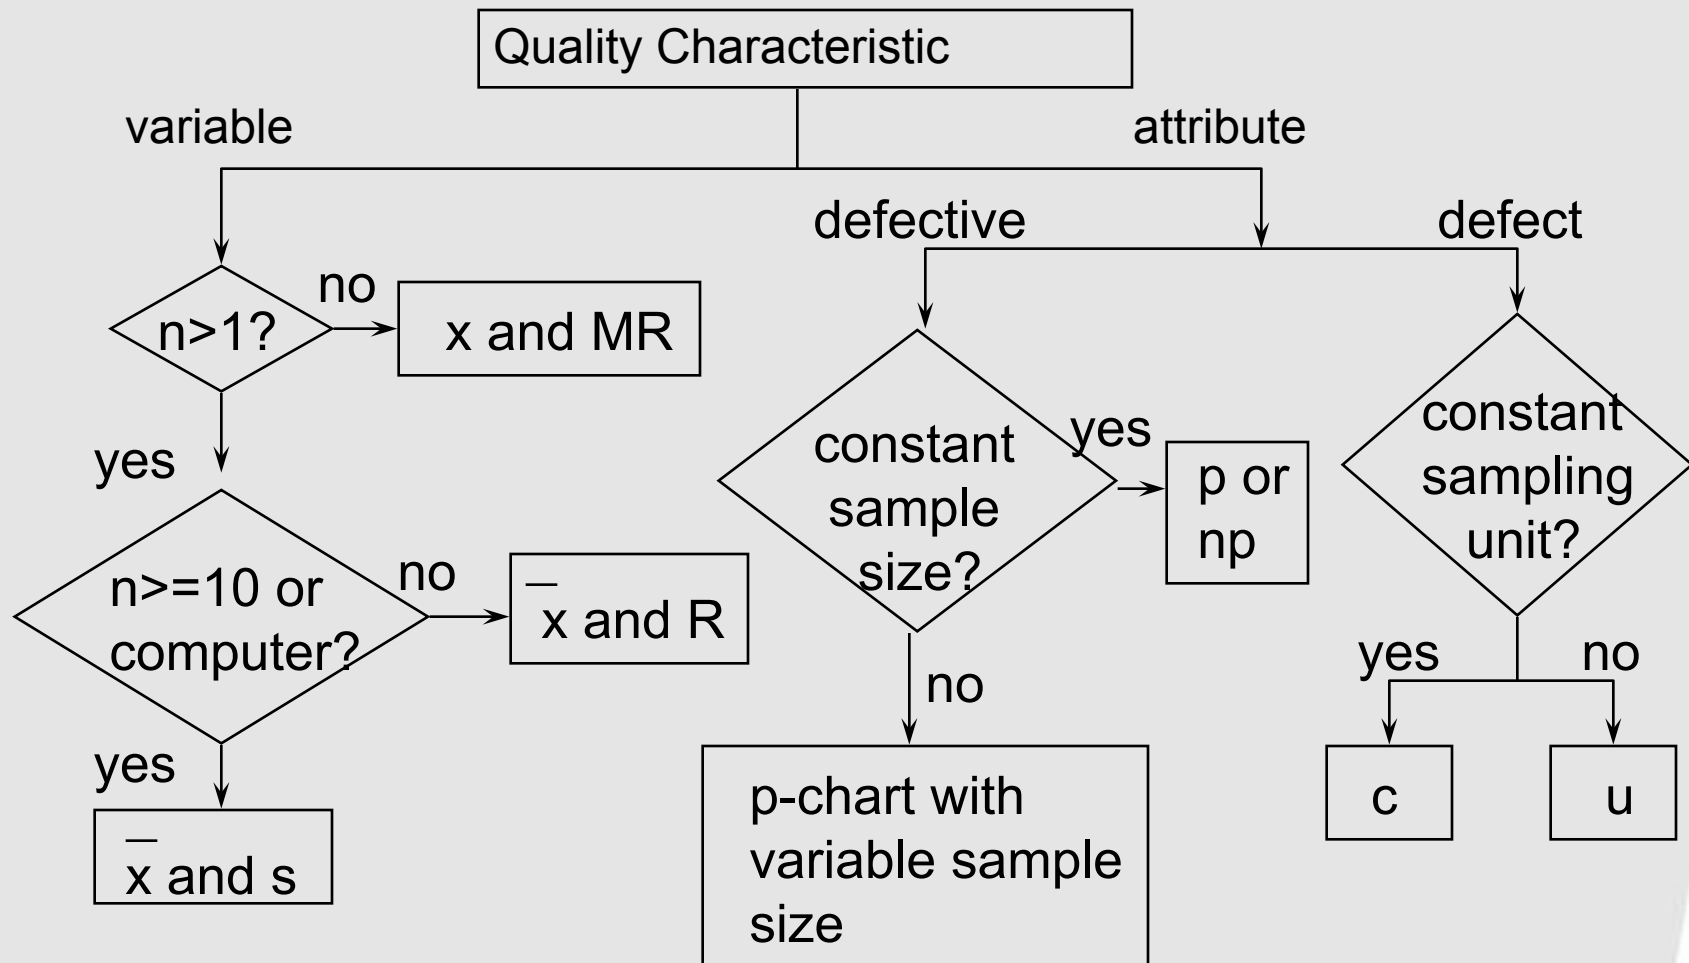 Quality Characteristic
variable
attribute
defective
defect
n>1?
no
x and MR
yes
n>=10 or
computer?
no
x̅ and R
yes
x̅ and s
constant
sample
size?
yes
p or
np
no
p-chart with
variable sample
size
constant
sampling
unit?
yes
no
c
u